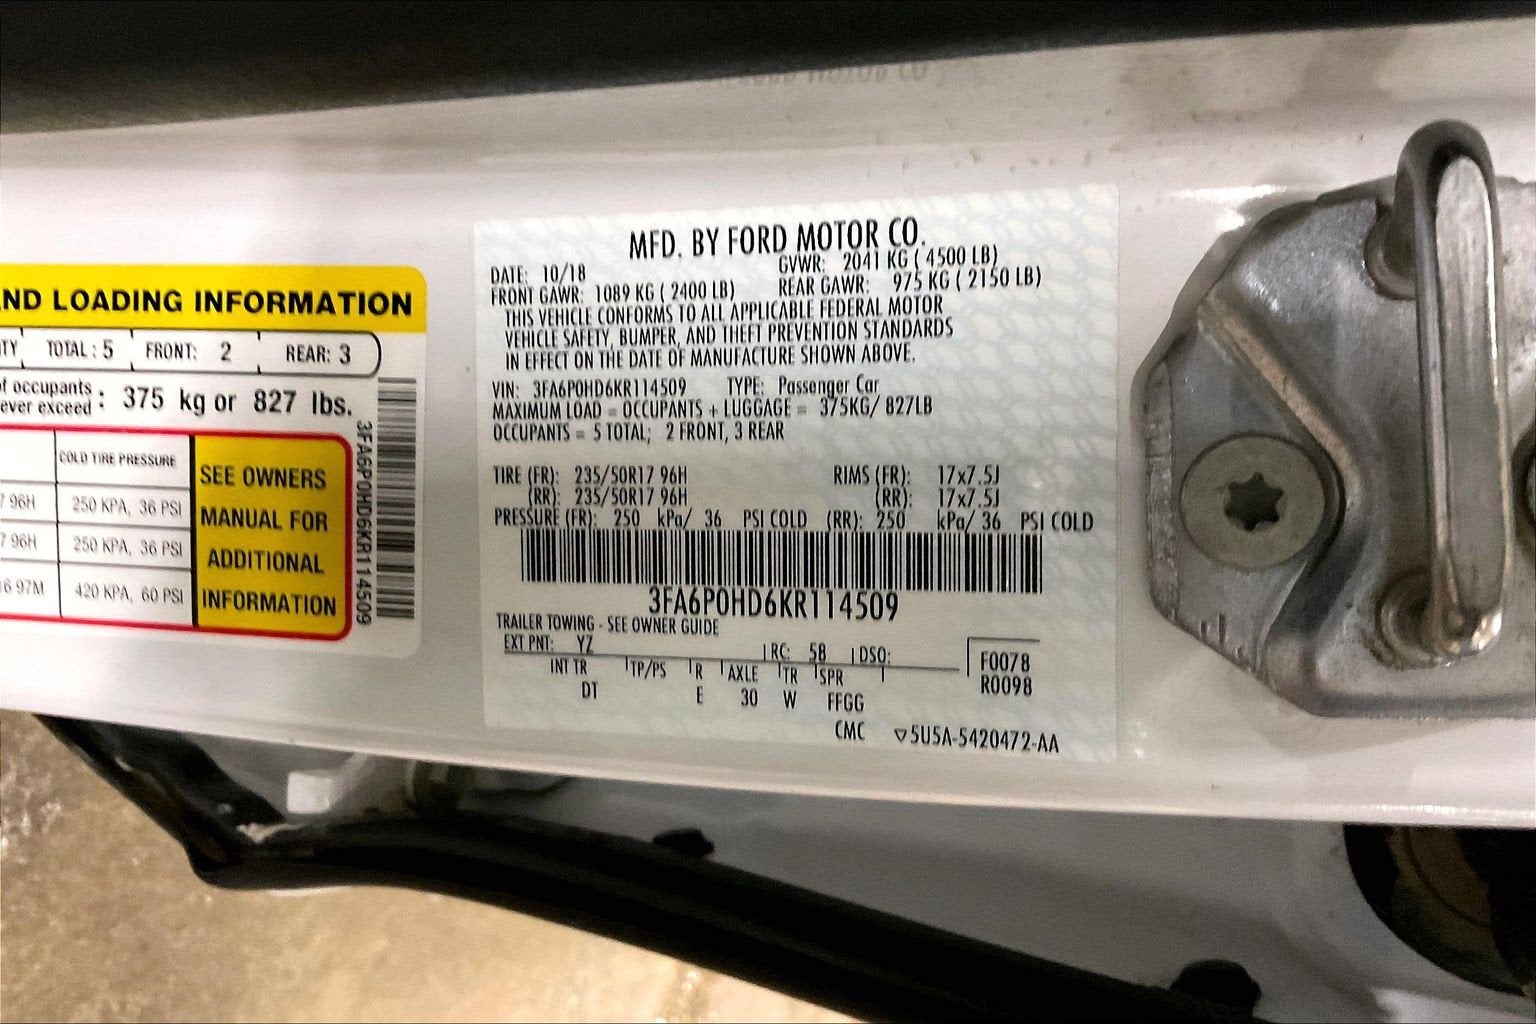 ND LOADING INFORMATION
TY TOTAL : 5 FRONT: 2 REAR: 3
of occupants
ever exceed : 375 kg or 827 lbs.
COLD TIRE PRESSURE
7 96H 250 KPA, 36 PSI
7 96H 250 KPA, 36 PSI
16 97M 420 KPA, 60 PSI
SEE OWNERS
MANUAL FOR
ADDITIONAL
INFORMATION
3FA6P0HD6KR114509
MFD. BY FORD MOTOR CO.
DATE: 10/18 GVWR: 2041 KG ( 4500 LB)
FRONT GAWR: 1089 KG ( 2400 LB) REAR GAWR: 975 KG ( 2150 LB)
THIS VEHICLE CONFORMS TO ALL APPLICABLE FEDERAL MOTOR
VEHICLE SAFETY, BUMPER, AND THEFT PREVENTION STANDARDS
IN EFFECT ON THE DATE OF MANUFACTURE SHOWN ABOVE.
VIN: 3FA6P0HD6KR114509 TYPE: Passenger Car
MAXIMUM LOAD = OCCUPANTS + LUGGAGE = 375KG/ 827LB
OCCUPANTS = 5 TOTAL; 2 FRONT, 3 REAR
TIRE (FR): 235/50R17 96H RIMS (FR): 17x7.5J
(RR): 235/50R17 96H (RR): 17x7.5J
PRESSURE (FR): 250 kPa/ 36 PSI COLD (RR): 250 kPa/ 36 PSI COLD
3FA6P0HD6KR114509
TRAILER TOWING - SEE OWNER GUIDE
EXT PNT: YZ RC: 58 DSO:
INT TR TP/PS R AXLE TR SPR
DT E 30 W FFGG
F0078
R0098
CMC ▽5U5A-5420472-AA